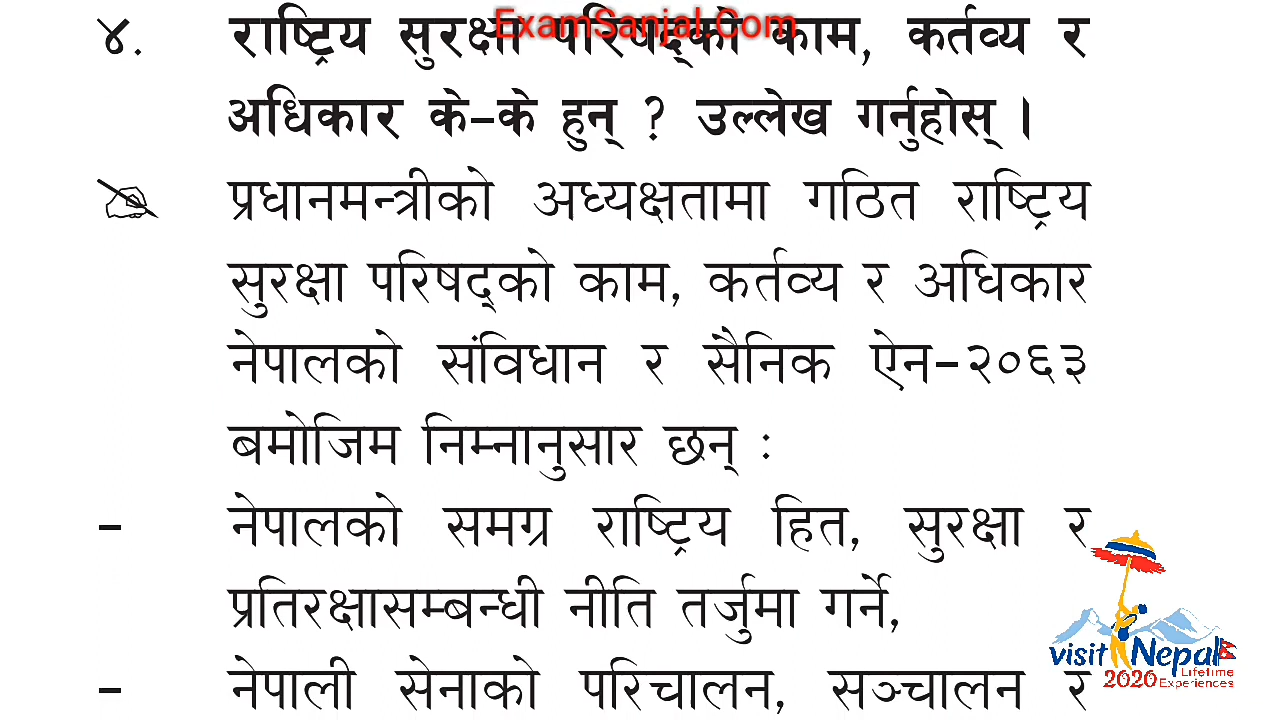 ExamSanjal.Com
४. राष्ट्रिय सुरक्षा परिषद्को काम, कर्तव्य र
अधिकार के-के हुन् ? उल्लेख गर्नुहोस् ।
प्रधानमन्त्रीको अध्यक्षतामा गठित राष्ट्रिय
सुरक्षा परिषद्को काम, कर्तव्य र अधिकार
नेपालको संविधान र सैनिक ऐन-२०६३
बमोजिम निम्नानुसार छन् :
- नेपालको समग्र राष्ट्रिय हित, सुरक्षा र
प्रतिरक्षासम्बन्धी नीति तर्जुमा गर्ने,
- नेपाली सेनाको परिचालन, सञ्चालन र
visit Nepal
2020 Lifetime Experiences